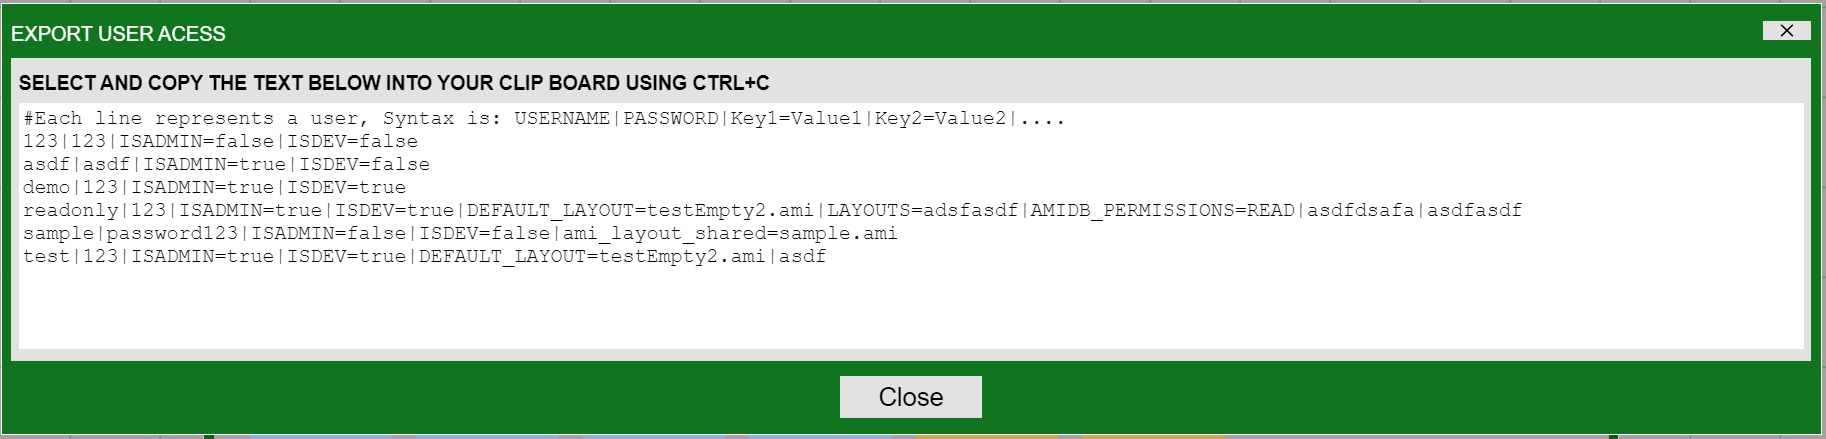 EXPORT USER ACESS
SELECT AND COPY THE TEXT BELOW INTO YOUR CLIP BOARD USING CTRL+C
#Each line represents a user, Syntax is: USERNAME|PASSWORD|Key1=Value1|Key2=Value2|....
123|123|ISADMIN=false|ISDEV=false
asdf|asdf|ISADMIN=true|ISDEV=false
demo|123|ISADMIN=true|ISDEV=true
readonly|123|ISADMIN=true|ISDEV=true|DEFAULT_LAYOUT=testEmpty2.ami|LAYOUTS=adsfasdf|AMIDB_PERMISSIONS=READ|asdfdsafa|asdfasdf
sample|password123|ISADMIN=false|ISDEV=false|ami_layout_shared=sample.ami
test|123|ISADMIN=true|ISDEV=true|DEFAULT_LAYOUT=testEmpty2.ami|asdf
Close